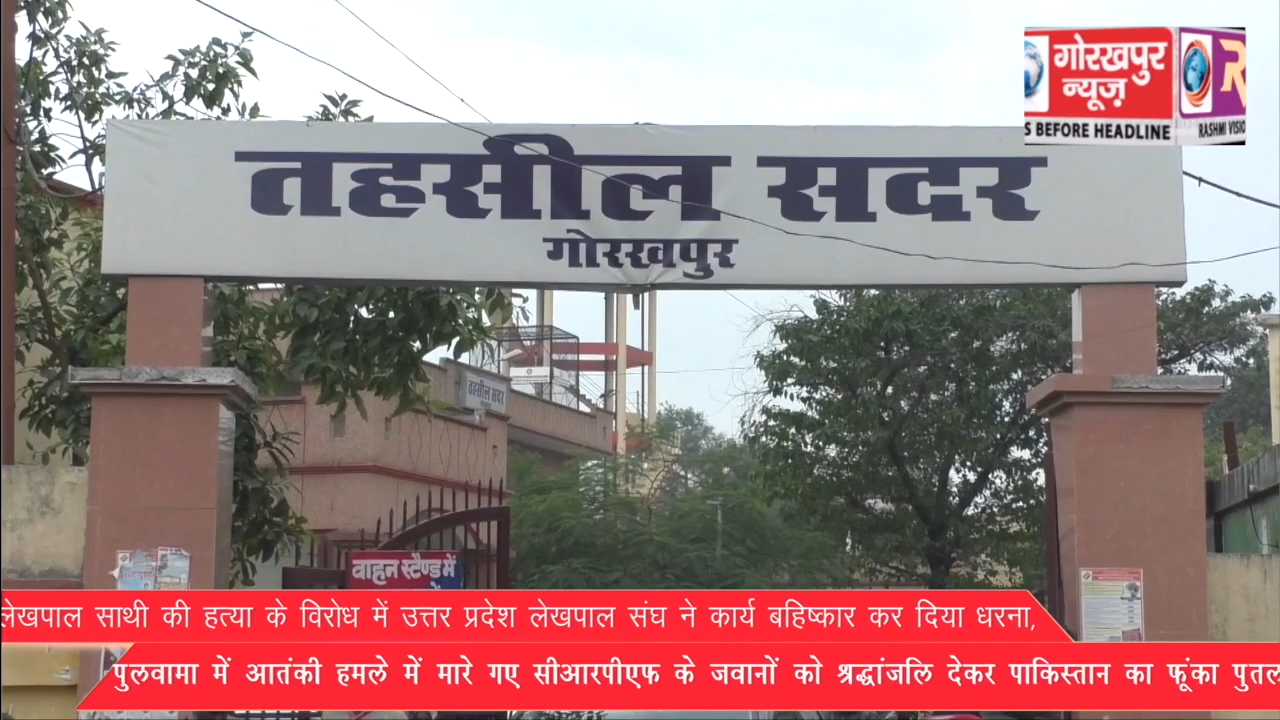 गोरखपुर
न्यूज़
S BEFORE HEADLINE
R
RASHMI VISIO
तहसील सदर
गोरखपुर
तहसील सदर
वाहन स्टैण्ड में
लेखपाल साथी की हत्या के विरोध में उत्तर प्रदेश लेखपाल संघ ने कार्य बहिष्कार कर दिया धरना,
पुलवामा में आतंकी हमले में मारे गए सीआरपीएफ के जवानों को श्रद्धांजलि देकर पाकिस्तान का फूंका पुतल